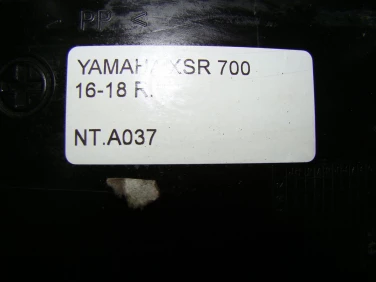 > PP <
YAMAHA XSR 700
16-18 R.
NT.A037